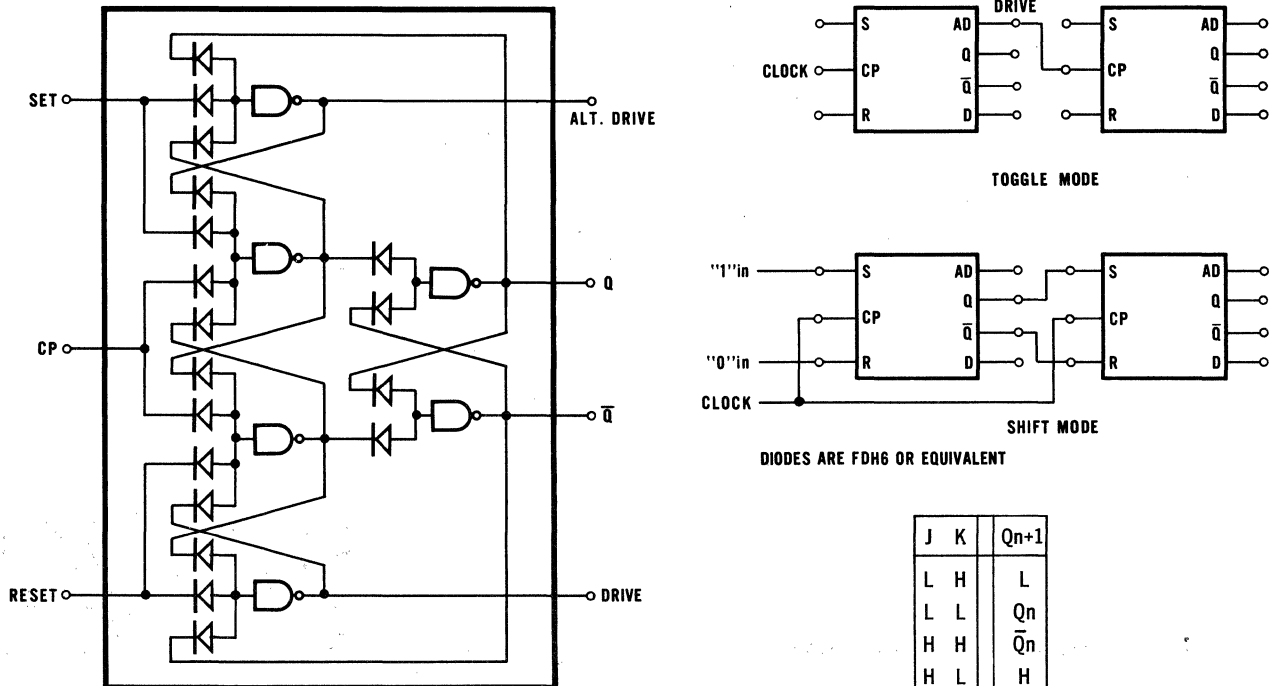 SET
ALT. DRIVE
Q
CP
Q̅
RESET
DRIVE
DRIVE
S AD
Q
CLOCK CP
Q̅
R D
S AD
Q
CP
Q̅
R D
TOGGLE MODE
"1"in S AD
Q
CP
Q̅
"0"in R D
CLOCK
S AD
Q
CP
Q̅
R D
SHIFT MODE
DIODES ARE FDH6 OR EQUIVALENT
J K Qn+1
L H L
L L Qn
H H Q̅n
H L H